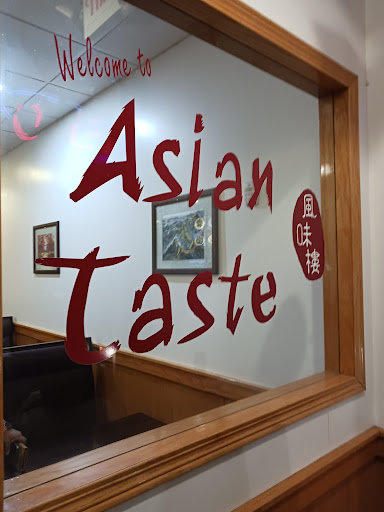 Welcome to
Asian
Taste
風味樓